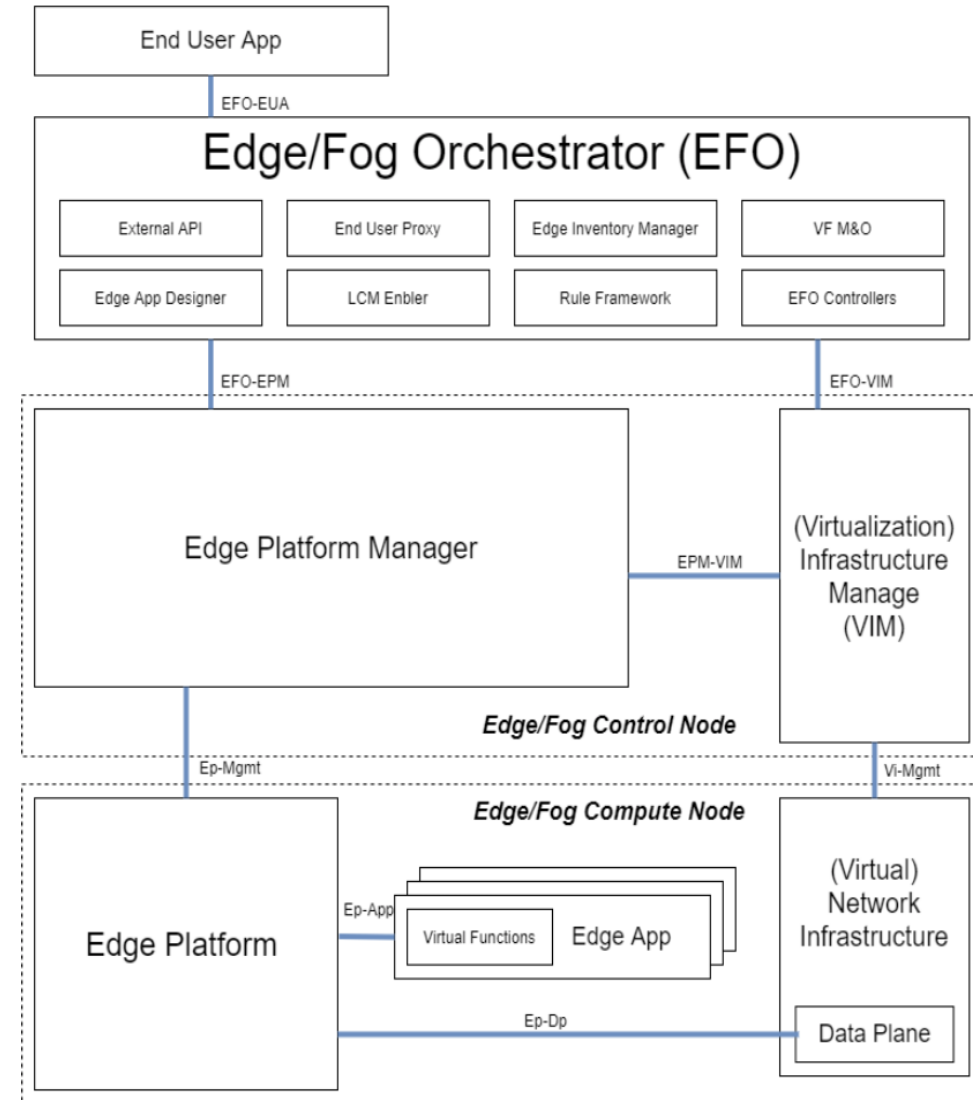 End User App
EFO-EUA
Edge/Fog Orchestrator (EFO)
External API
End User Proxy
Edge Inventory Manager
VF M&O
Edge App Designer
LCM Enbler
Rule Framework
EFO Controllers
EFO-EPM
EFO-VIM
Edge Platform Manager
EPM-VIM
(Virtualization)
Infrastructure
Manage
(VIM)
Edge/Fog Control Node
Ep-Mgmt
Vi-Mgmt
Edge/Fog Compute Node
Edge Platform
Ep-App
Virtual Functions
Edge App
(Virtual)
Network
Infrastructure
Ep-Dp
Data Plane